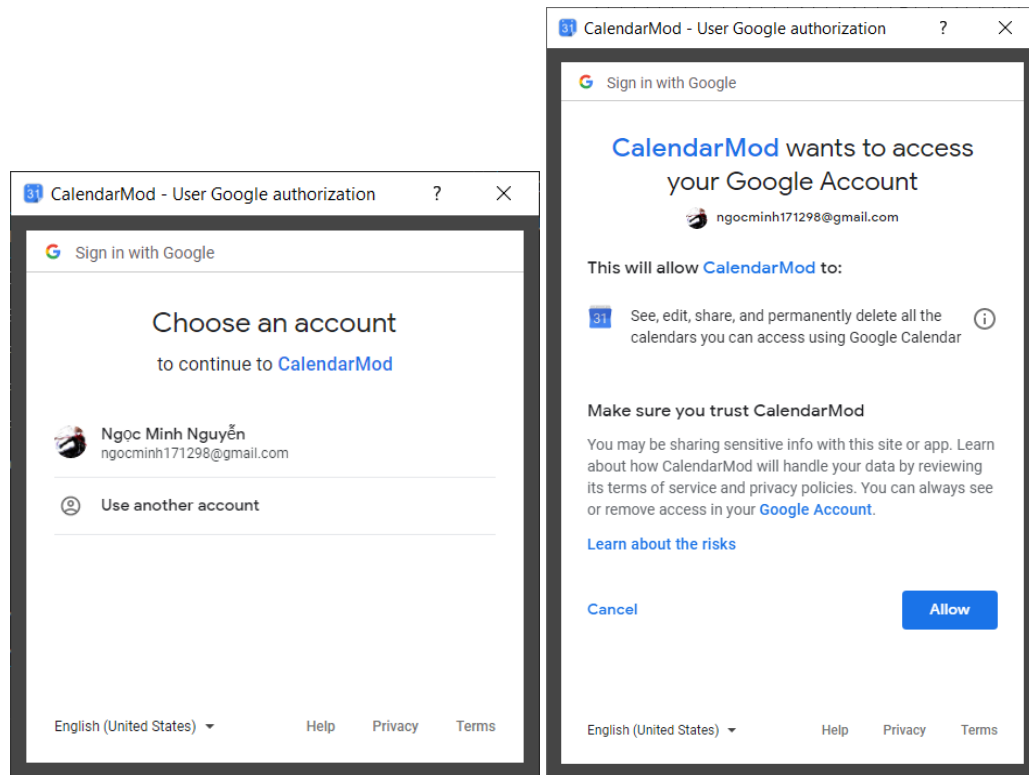 CalendarMod - User Google authorization ?
Sign in with Google
Choose an account
to continue to CalendarMod
Ngọc Minh Nguyễn
ngocminh171298@gmail.com
Use another account
English (United States) Help Privacy Terms
31 CalendarMod - User Google authorization ?
Sign in with Google
CalendarMod wants to access
your Google Account
ngocminh171298@gmail.com
This will allow CalendarMod to:
31 See, edit, share, and permanently delete all the
calendars you can access using Google Calendar
Make sure you trust CalendarMod
You may be sharing sensitive info with this site or app. Learn
about how CalendarMod will handle your data by reviewing
its terms of service and privacy policies. You can always see
or remove access in your Google Account.
Learn about the risks
Cancel Allow
English (United States) Help Privacy Terms